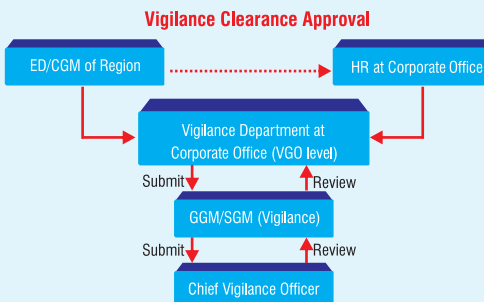 Vigilance Clearance Approval
ED/CGM of Region
HR at Corporate Office
Vigilance Department at
Corporate Office (VGO level)
Submit
Review
GGM/SGM (Vigilance)
Submit
Review
Chief Vigilance Officer